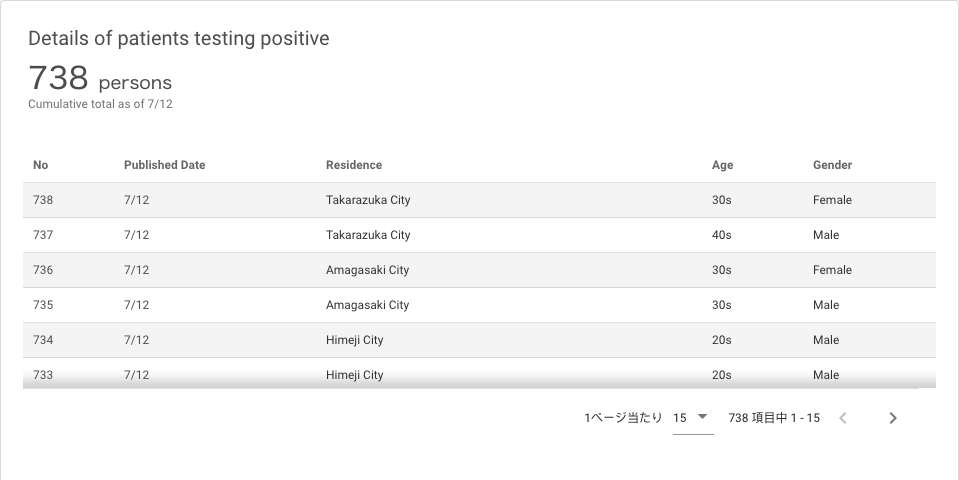 Details of patients testing positive
738 persons
Cumulative total as of 7/12
No Published Date Residence Age Gender
738 7/12 Takarazuka City 30s Female
737 7/12 Takarazuka City 40s Male
736 7/12 Amagasaki City 30s Female
735 7/12 Amagasaki City 30s Male
734 7/12 Himeji City 20s Male
733 7/12 Himeji City 20s Male
1ページ当たり 15 738 項目中 1 - 15